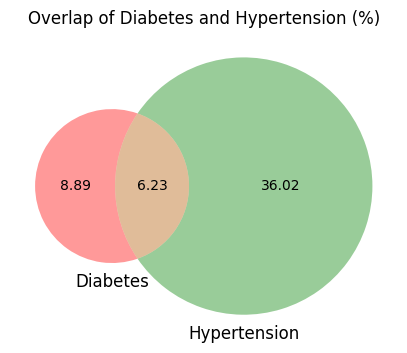 Overlap of Diabetes and Hypertension (%)
8.89
6.23
36.02
Diabetes
Hypertension